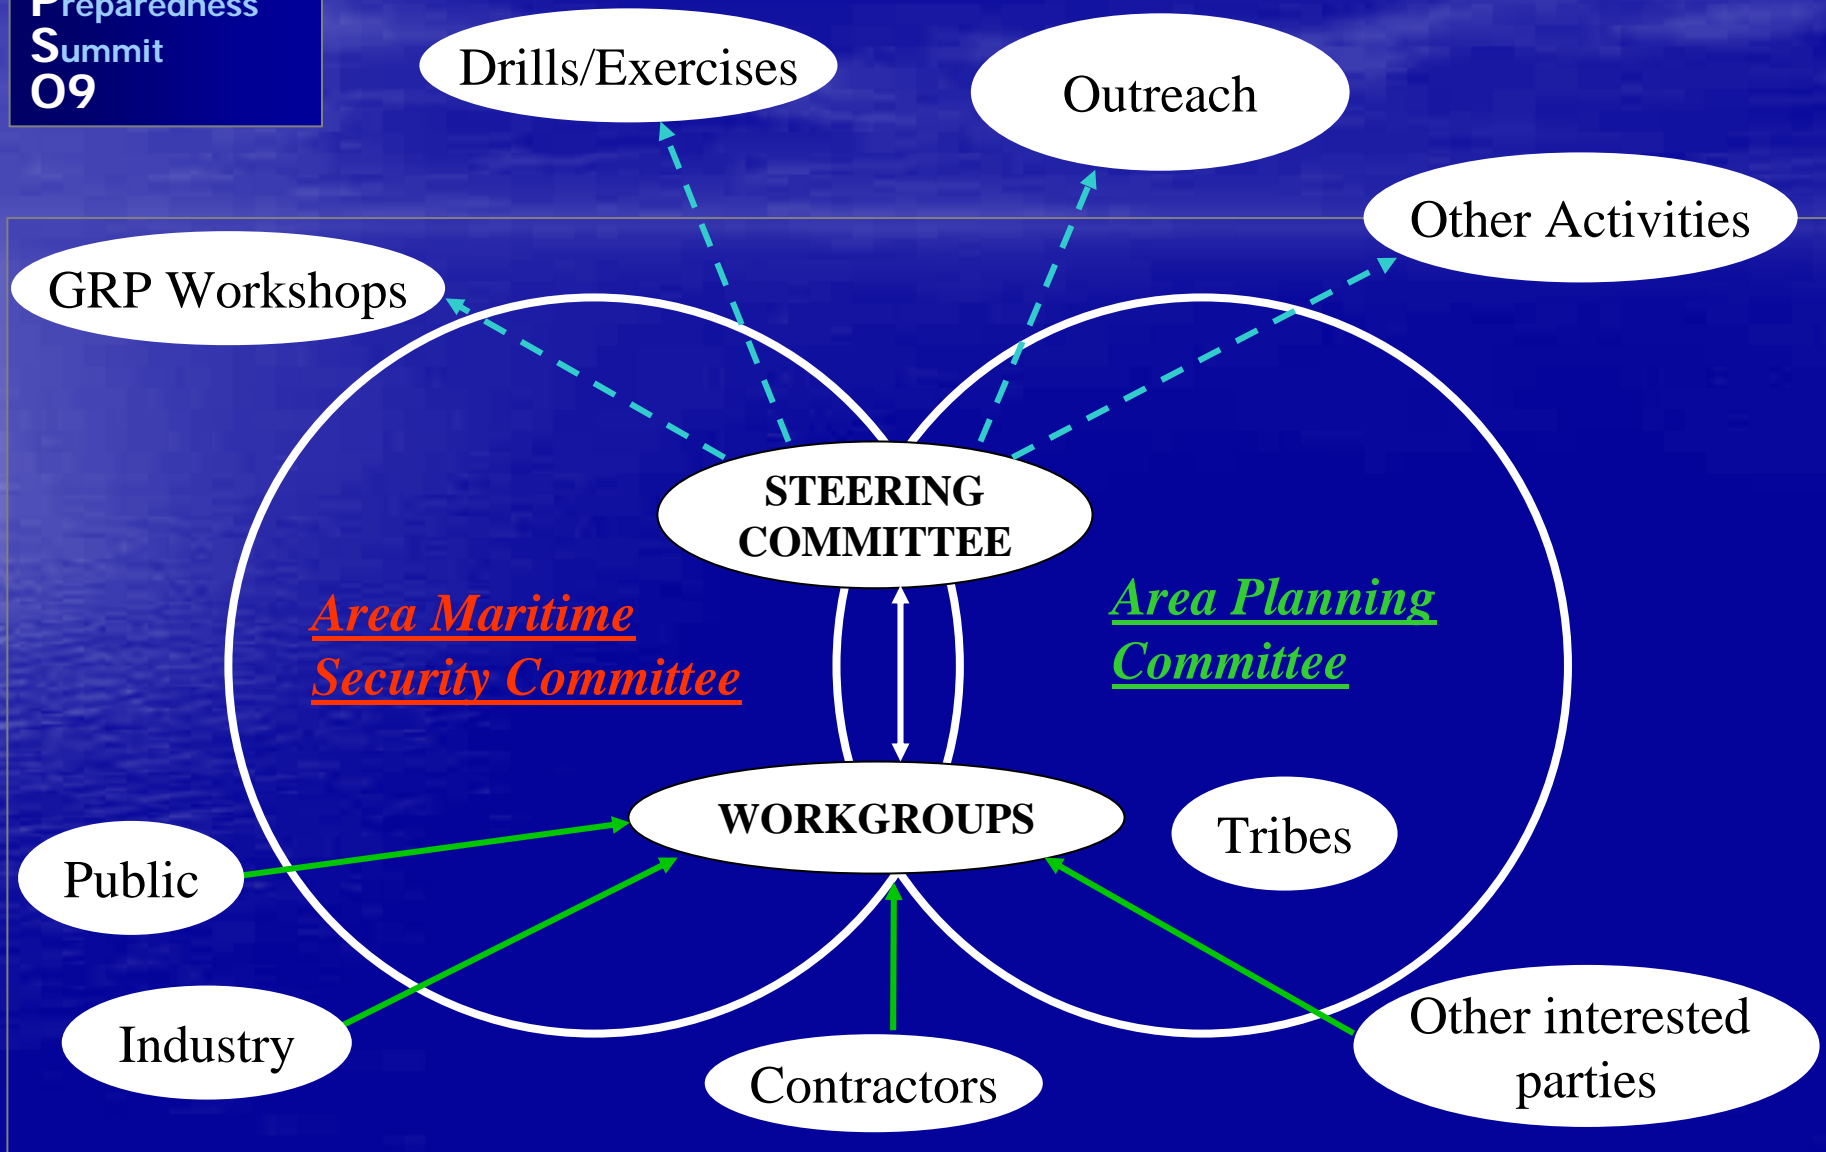 Preparedness
Summit
09
Drills/Exercises
Outreach
Other Activities
GRP Workshops
STEERING
COMMITTEE
Area Maritime
Security Committee
Area Planning
Committee
WORKGROUPS
Tribes
Public
Industry
Contractors
Other interested
parties